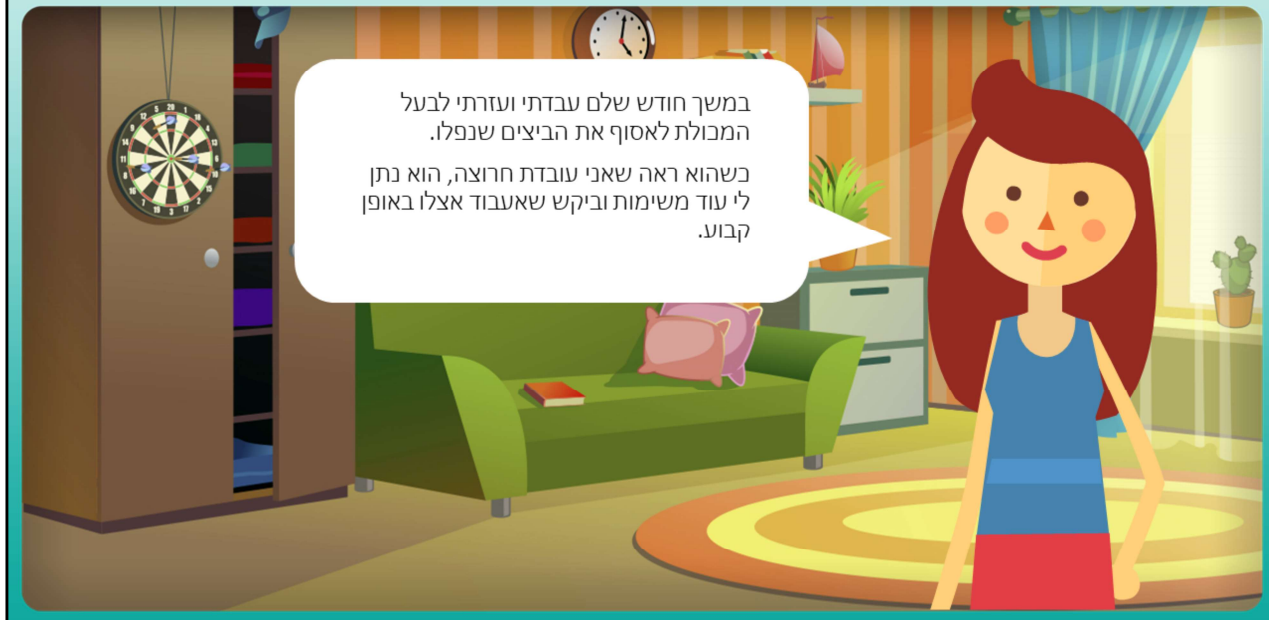 במשך חודש שלם עבדתי ועזרתי לבעל
המכולת לאסוף את הביצים שנפלו.
כשהוא ראה שאני עובדת חרוצה, הוא נתן
לי עוד משימות וביקש שאעבוד אצלו באופן
קבוע.